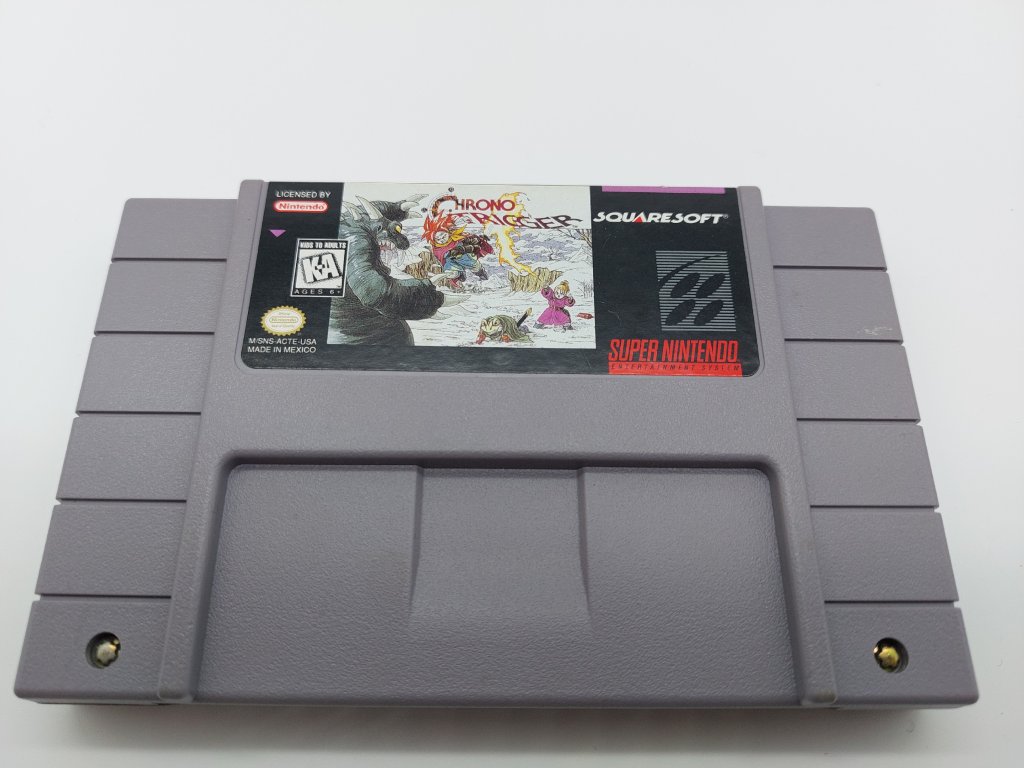 LICENSED BY
Nintendo
CHRONO
TRIGGER
SQUARESOFT®
KIDS TO ADULTS
K-A
AGES 6+
Nintendo
M/SNS-ACTE-USA
MADE IN MEXICO
SUPER NINTENDO
ENTERTAINMENT SYSTEM